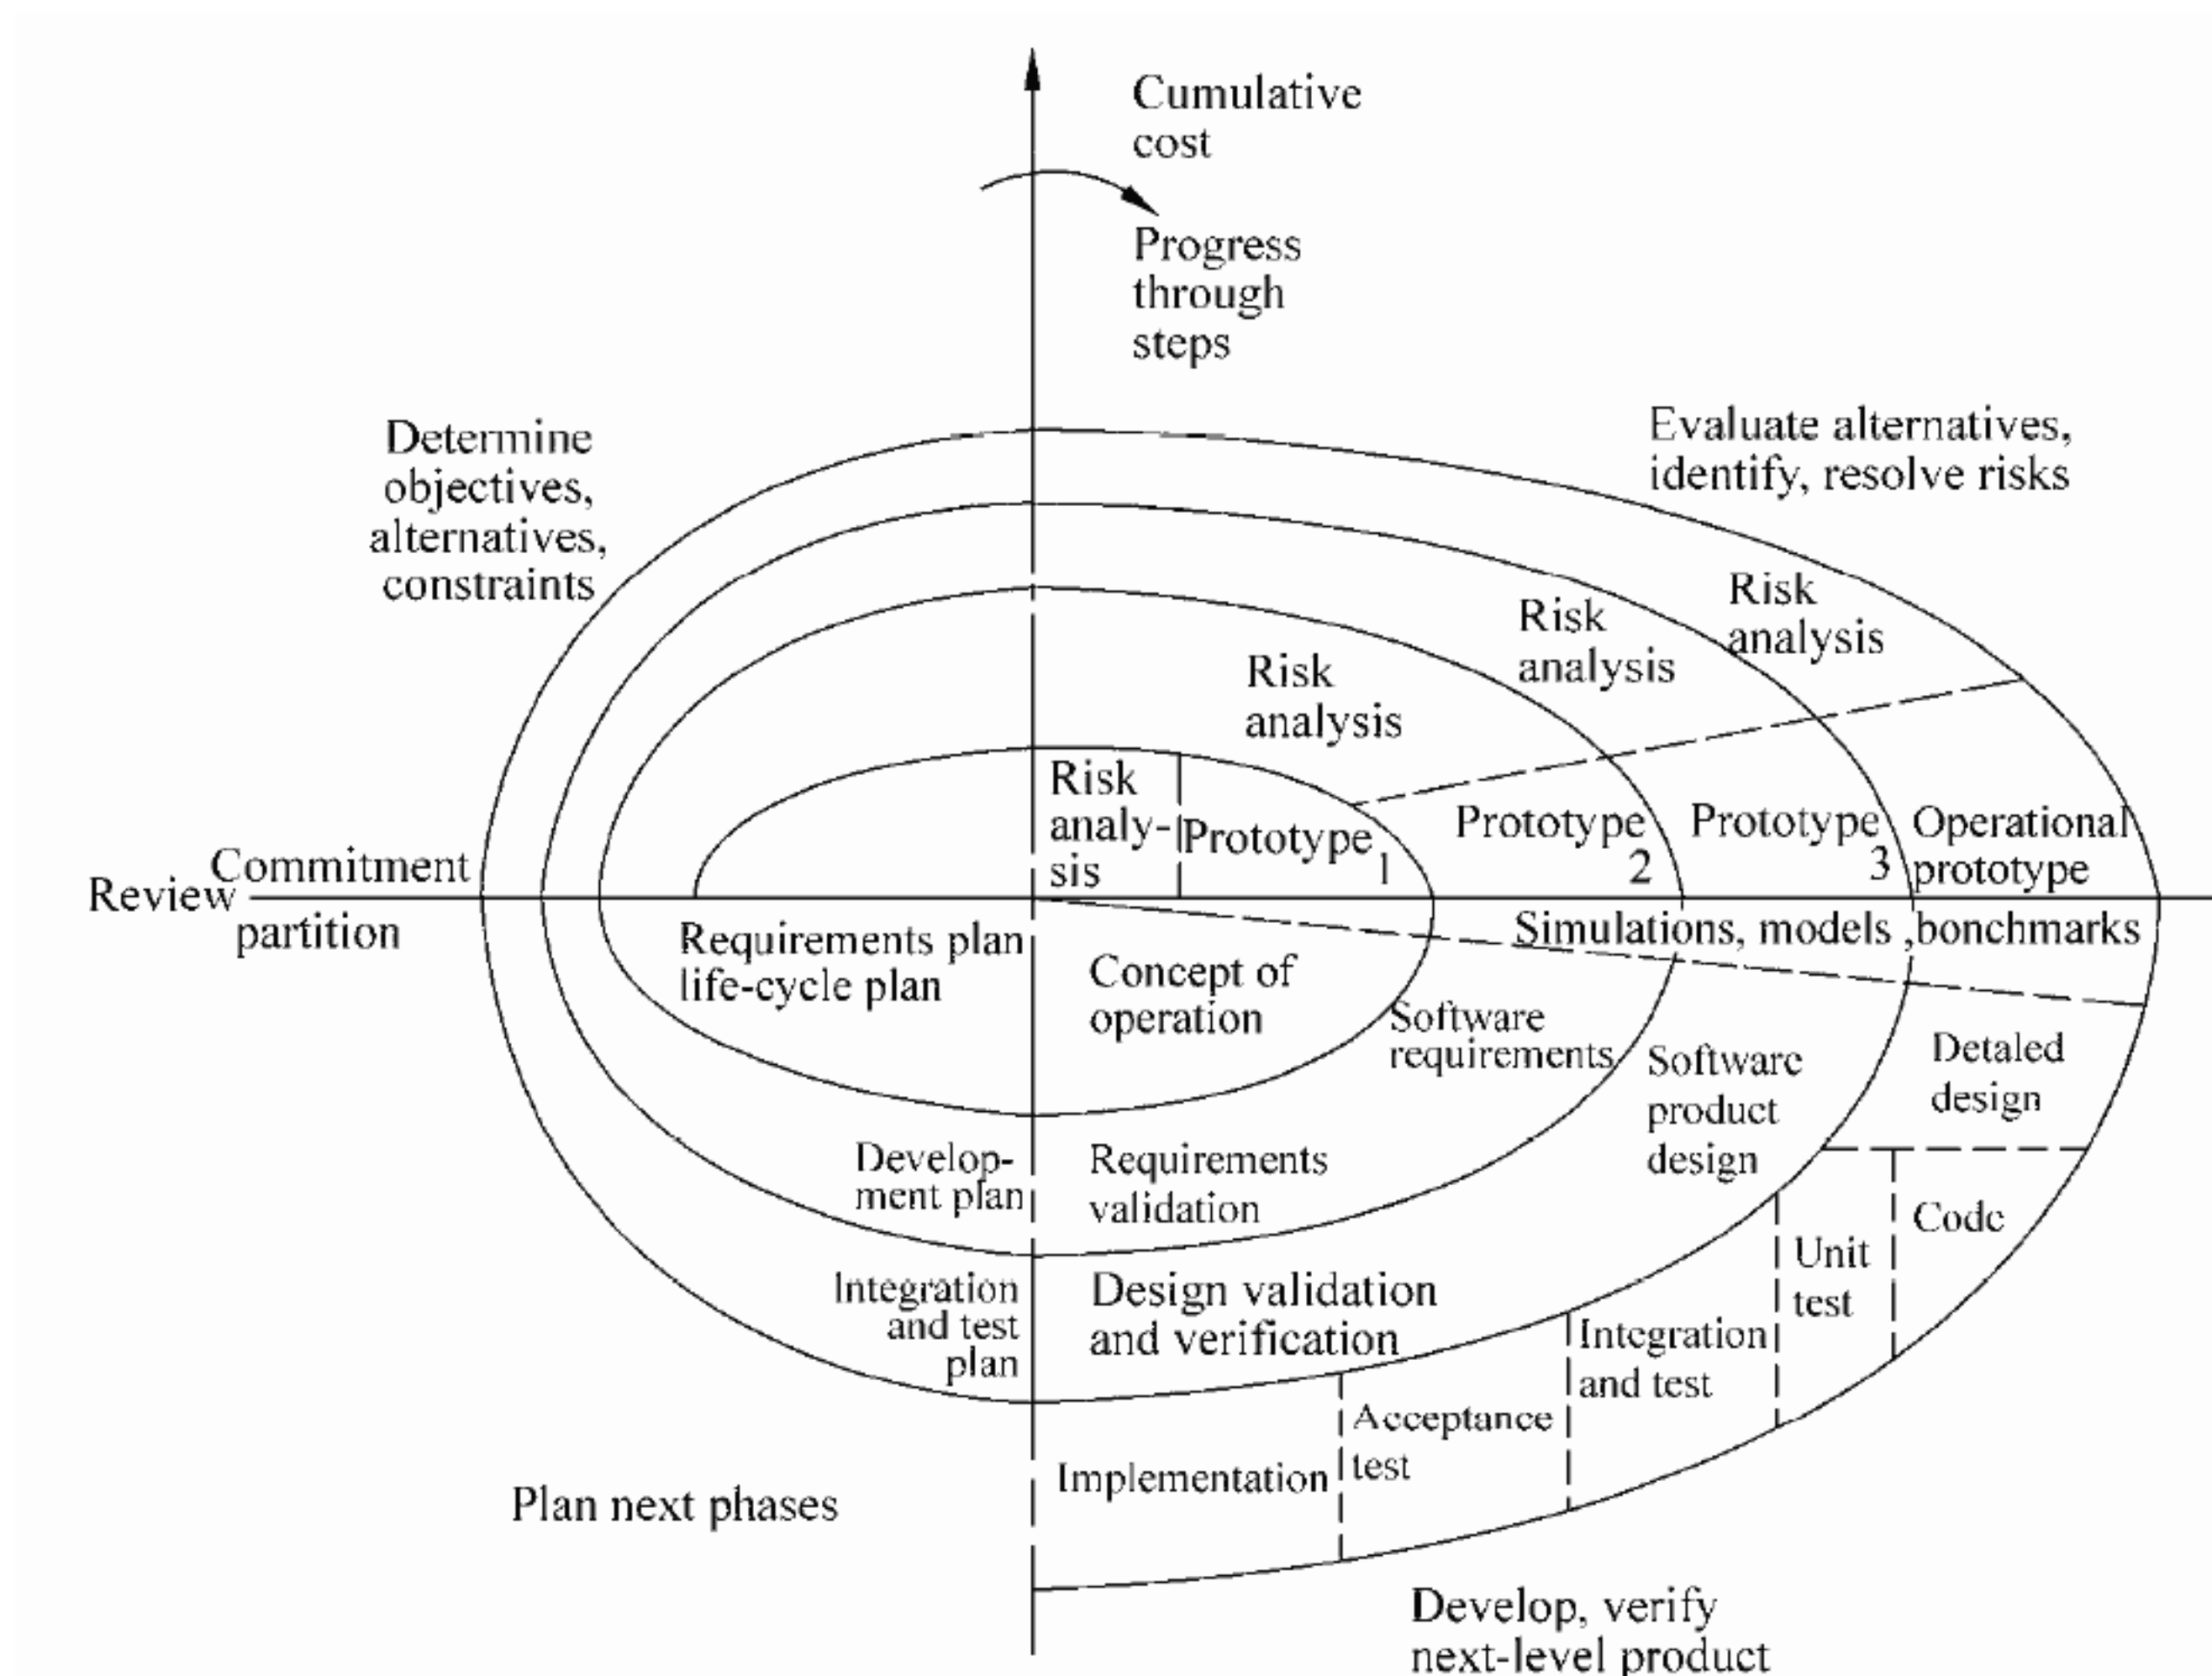 Cumulative
cost
Progress
through
steps
Determine
objectives,
alternatives,
constraints
Evaluate alternatives,
identify, resolve risks
Risk
analysis
Risk
analysis
Risk
analysis
Risk
analy-
sis
Prototype
1
Prototype
2
Prototype
3
Operational
prototype
Review
Commitment
partition
Simulations, models ,bonchmarks
Requirements plan
life-cycle plan
Concept of
operation
Software
requirements
Software
product
design
Detaled
design
Develop-
ment plan
Requirements
validation
Code
Unit
test
Integration
and test
plan
Design validation
and verification
Integration
and test
Acceptance
test
Implementation
Plan next phases
Develop, verify
next-level product